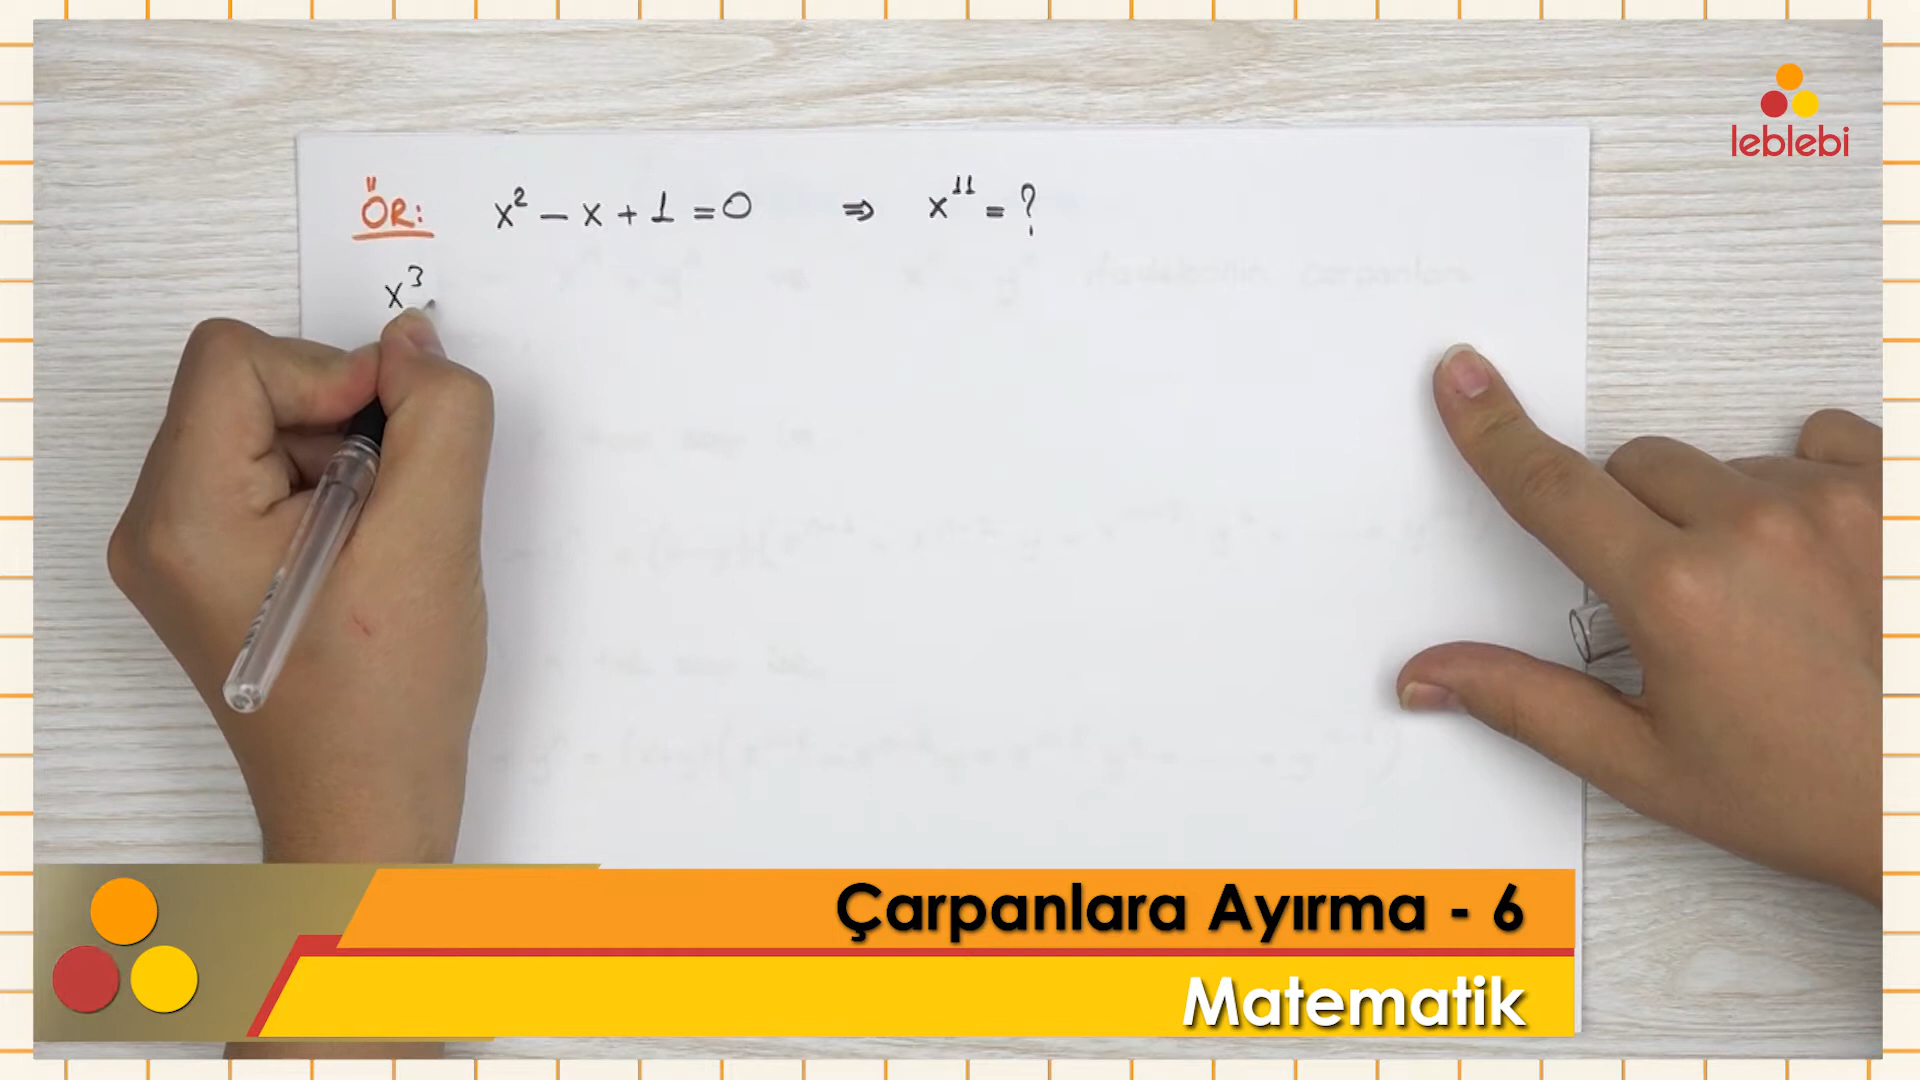 leblebi
ÖR: x² - x + 1 = 0 ⇒ x¹¹ = ?
x³
Çarpanlara Ayırma - 6
Matematik